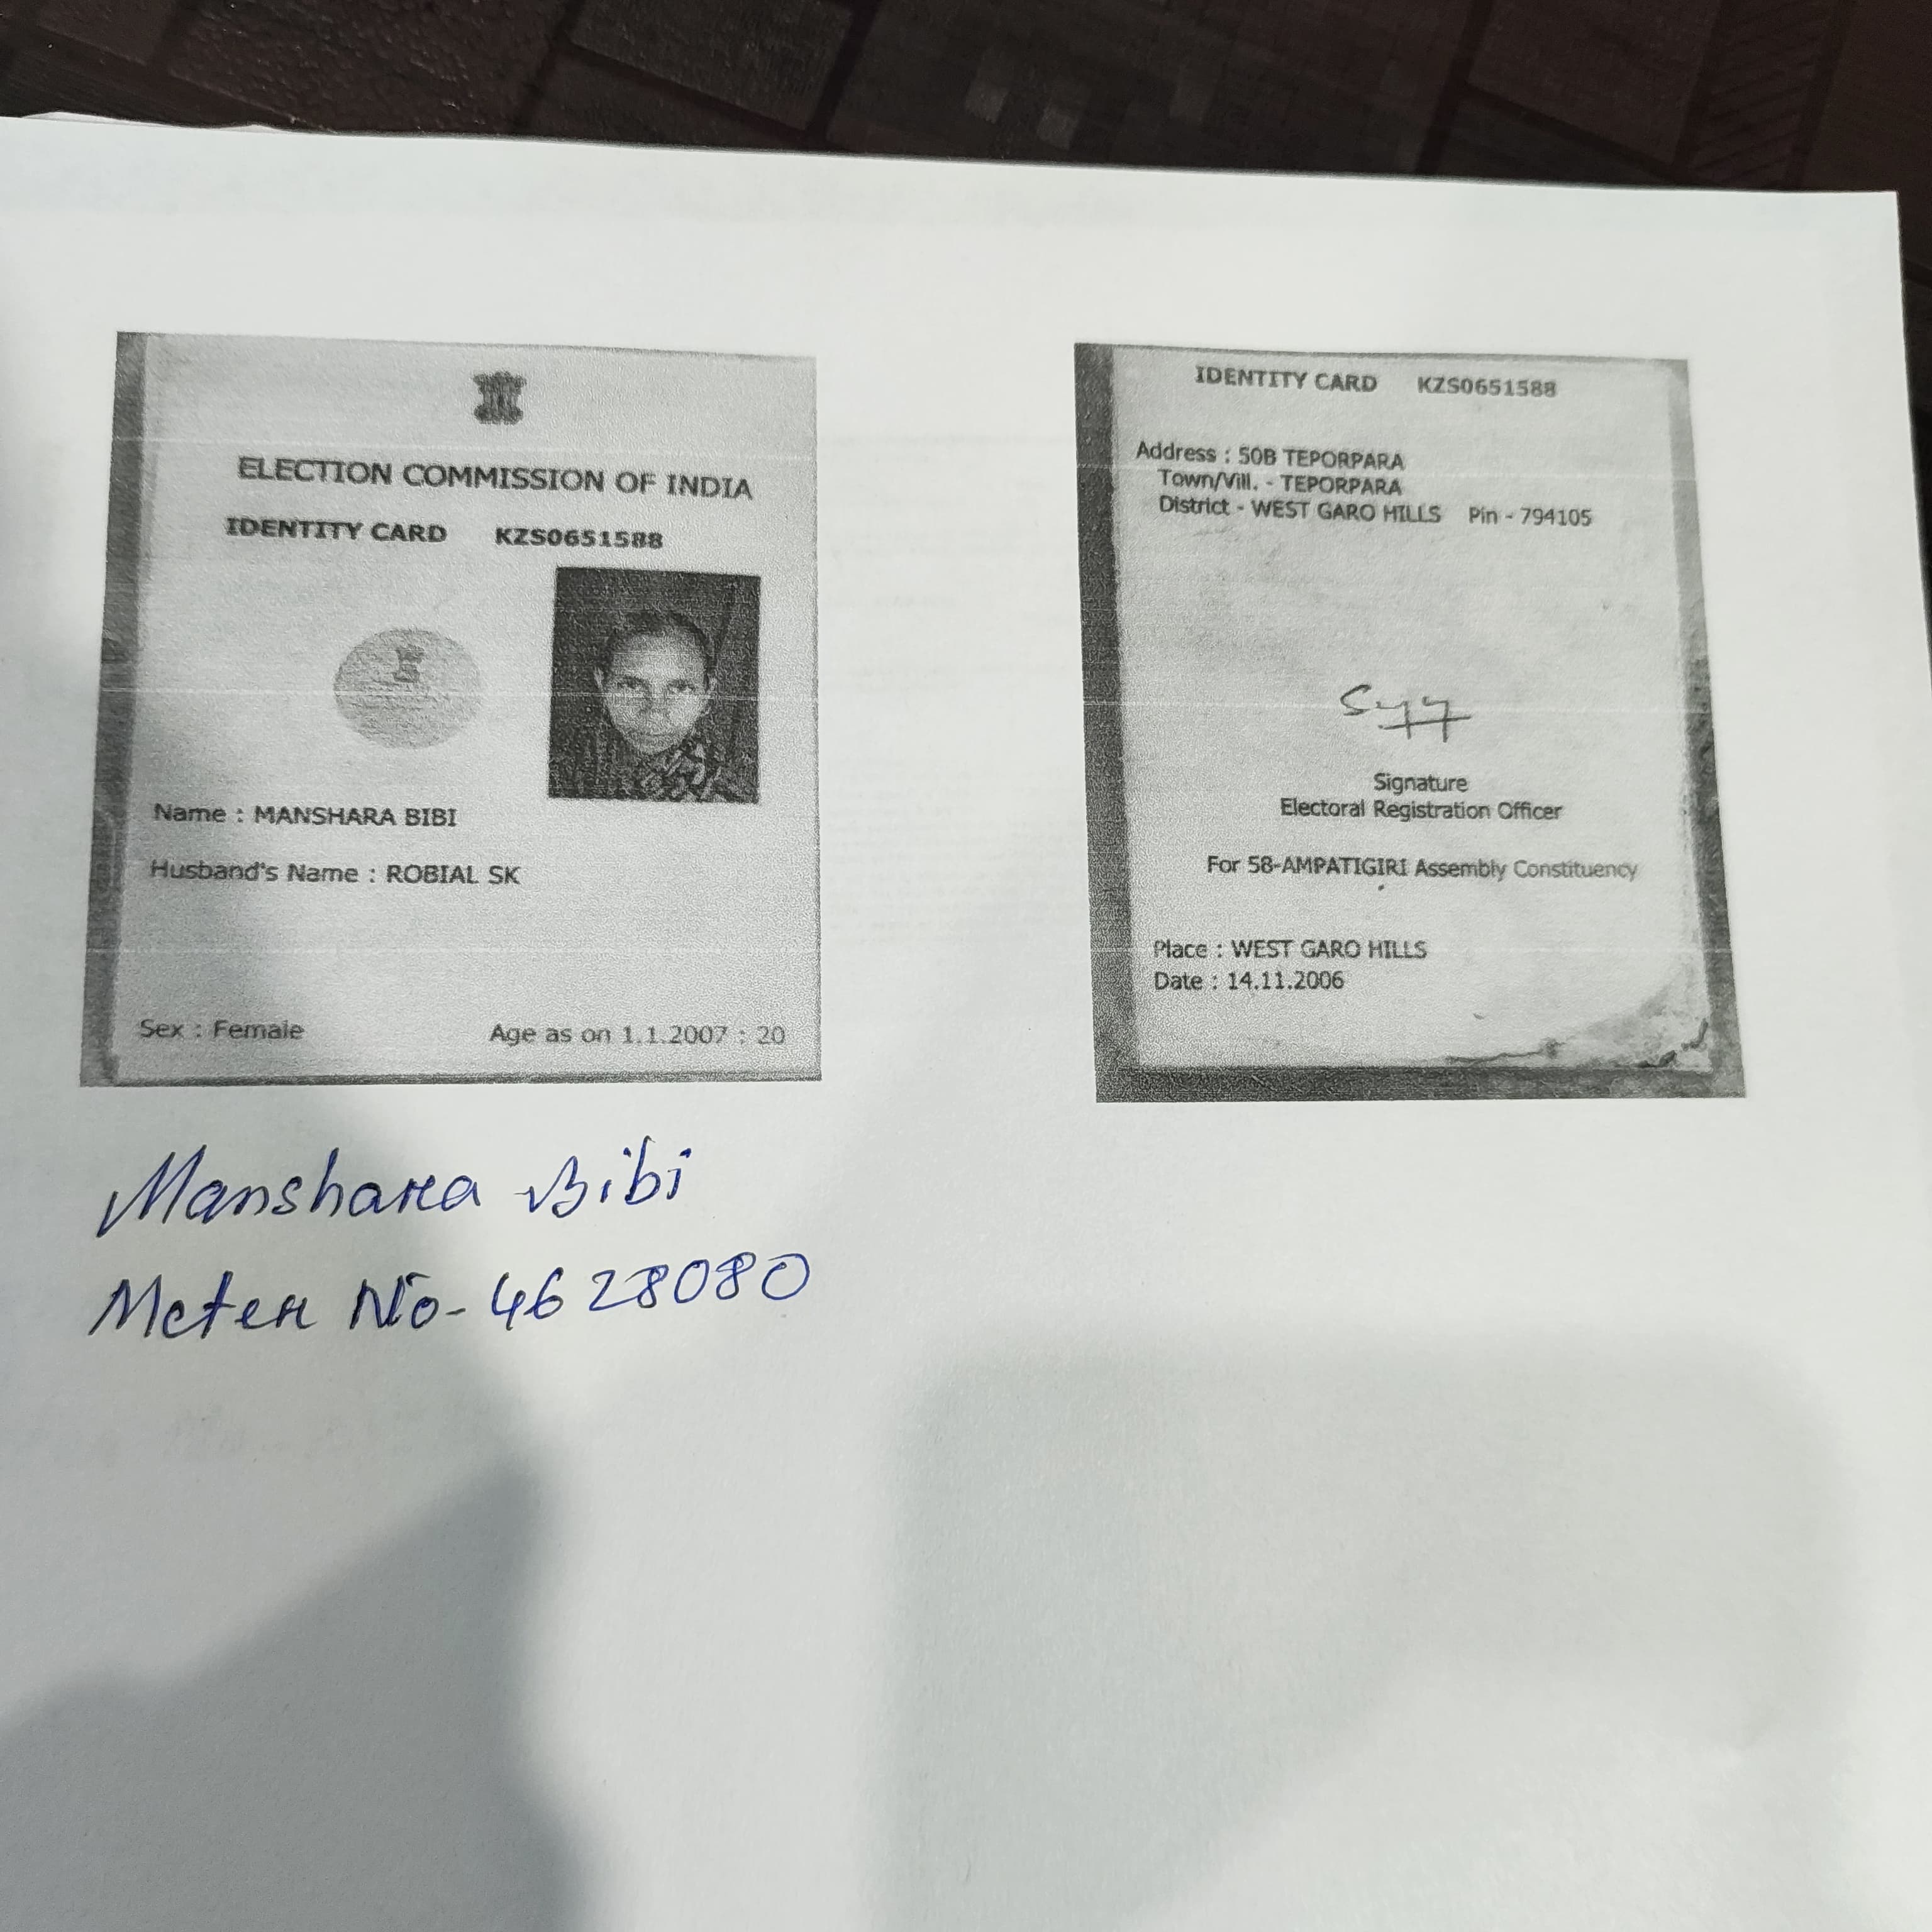 ELECTION COMMISSION OF INDIA
IDENTITY CARD KZS0651588
Name : MANSHARA BIBI
Husband's Name : ROBIAL SK
Sex : Female Age as on 1.1.2007 : 20
IDENTITY CARD KZS0651588
Address : 50B TEPORPARA
Town/Vill. - TEPORPARA
District - WEST GARO HILLS Pin - 794105
Signature
Electoral Registration Officer
For 58-AMPATIGIRI Assembly Constituency
Place : WEST GARO HILLS
Date : 14.11.2006
Manshara Bibi
Meter No- 4628080